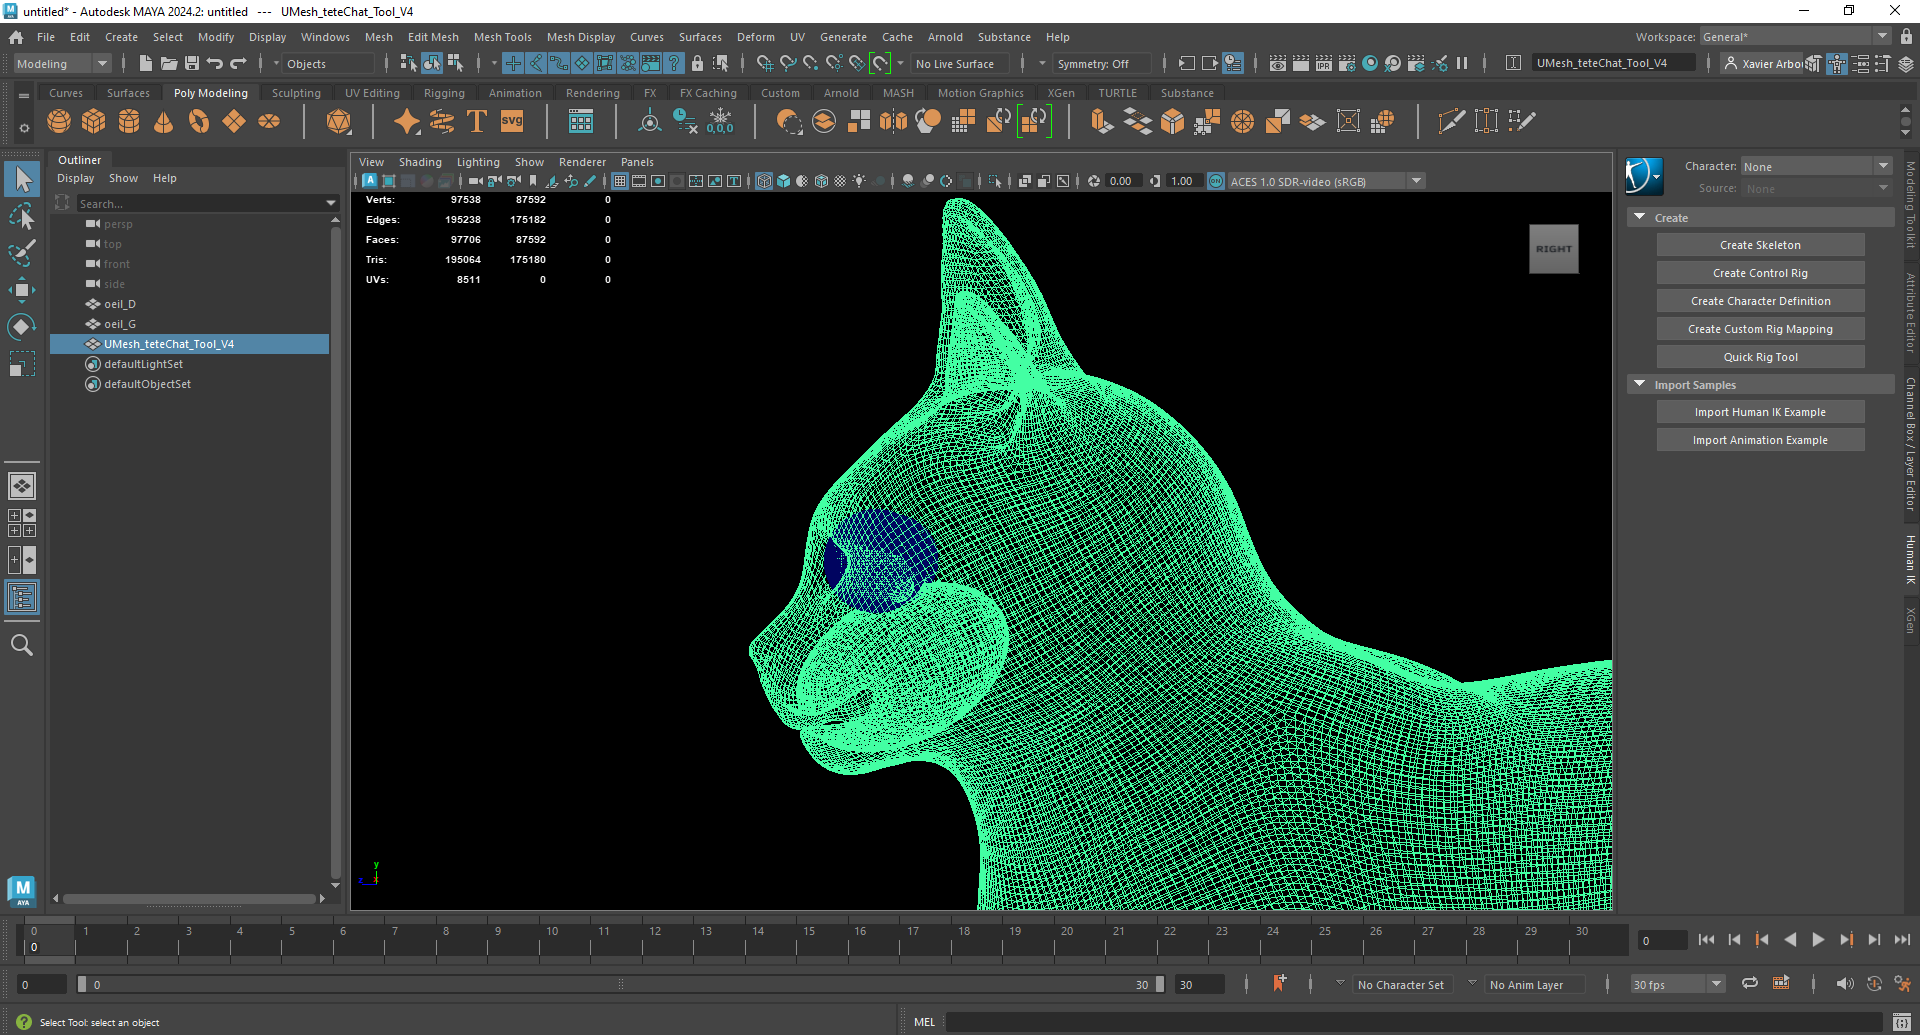 untitled* - Autodesk MAYA 2024.2: untitled   ---   UMesh_teteChat_Tool_V4
File Edit Create Select Modify Display Windows Mesh Edit Mesh Mesh Tools Mesh Display Curves Surfaces Deform UV Generate Cache Arnold Substance Help
Workspace: General*
Modeling Objects No Live Surface Symmetry: Off UMesh_teteChat_Tool_V4 Xavier Arbo
Curves Surfaces Poly Modeling Sculpting UV Editing Rigging Animation Rendering FX FX Caching Custom Arnold MASH Motion Graphics XGen TURTLE Substance
T svg 0,0,0
Outliner
Display Show Help
Search...
persp
top
front
side
oeil_D
oeil_G
UMesh_teteChat_Tool_V4
defaultLightSet
defaultObjectSet
View Shading Lighting Show Renderer Panels
0.00 1.00 ACES 1.0 SDR-video (sRGB)
Verts: 97538 87592 0
Edges: 195238 175182 0
Faces: 97706 87592 0
Tris: 195064 175180 0
UVs: 8511 0 0
RIGHT
y
z
Character: None
Source: None
Create
Create Skeleton
Create Control Rig
Create Character Definition
Create Custom Rig Mapping
Quick Rig Tool
Import Samples
Import Human IK Example
Import Animation Example
Modeling Toolkit
Attribute Editor
Channel Box / Layer Editor
Human IK
XGen
M
AYA
0 1 2 3 4 5 6 7 8 9 10 11 12 13 14 15 16 17 18 19 20 21 22 23 24 25 26 27 28 29 30
0
0
0 0 30 30 No Character Set No Anim Layer 30 fps
Select Tool: select an object
MEL